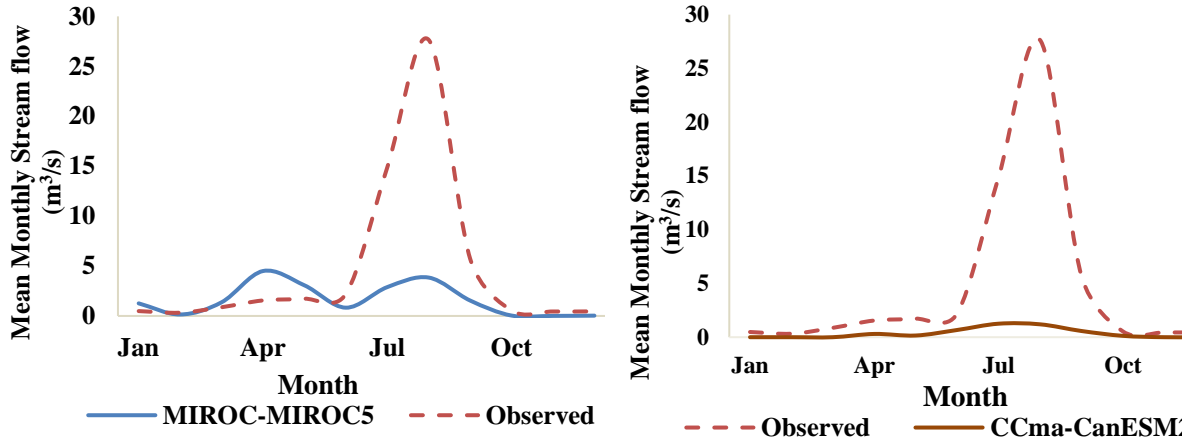 Mean Monthly Stream flow
(m³/s)
30
25
20
15
10
5
0
Jan Apr Jul Oct
Month
MIROC-MIROC5 Observed
Mean Monthly Stream flow
(m³/s)
30
25
20
15
10
5
0
Jan Apr Jul Oct
Month
Observed CCma-CanESM2